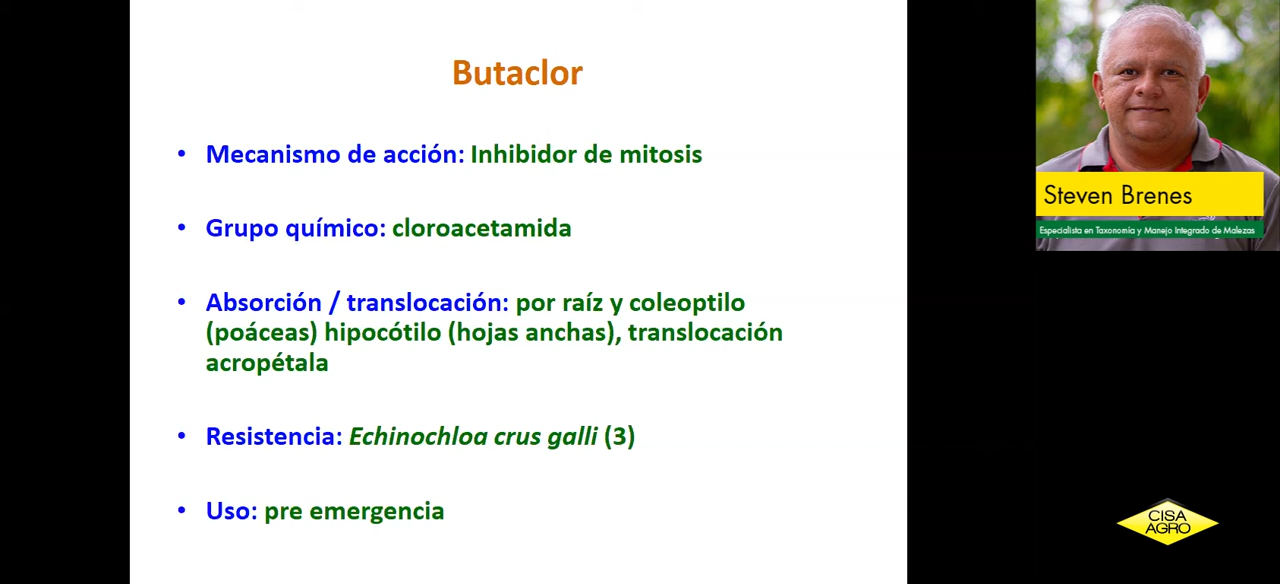 Butaclor
• Mecanismo de acción: Inhibidor de mitosis
• Grupo químico: cloroacetamida
• Absorción / translocación: por raíz y coleoptilo
(poáceas) hipocótilo (hojas anchas), translocación
acropétala
• Resistencia: Echinochloa crus galli (3)
• Uso: pre emergencia
Steven Brenes
Especialista en Taxonomía y Manejo Integrado de Malezas
CISA
AGRO